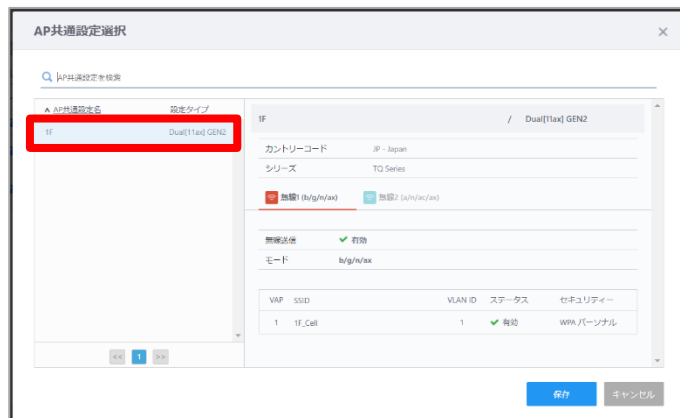 AP共通設定選択
AP共通設定を検索
AP共通設定名 設定タイプ
1F Dual[11ax] GEN2
<< 1 >>
1F / Dual[11ax] GEN2
カントリーコード JP - Japan
シリーズ TQ Series
無線1 (b/g/n/ax) 無線2 (a/n/ac/ax)
無線送信 有効
モード b/g/n/ax
VAP SSID VLAN ID ステータス セキュリティー
1 1F_Cell 1 有効 WPA パーソナル
保存 キャンセル